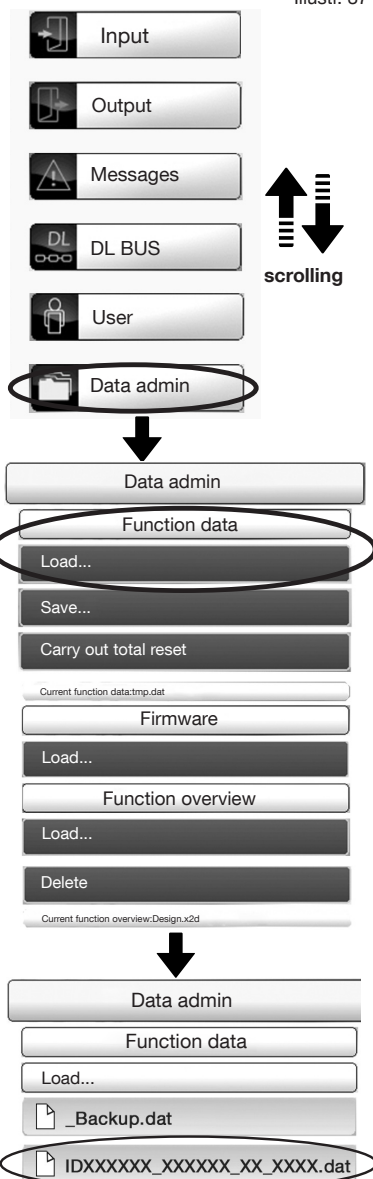 Input
Output
Messages
DL
DL BUS
scrolling
User
Data admin
Data admin
Function data
Load...
Save...
Carry out total reset
Current function data:tmp.dat
Firmware
Load...
Function overview
Load...
Delete
Current function overview:Design.x2d
Data admin
Function data
Load...
_Backup.dat
IDXXXXXX_XXXXXX_XX_XXXX.dat